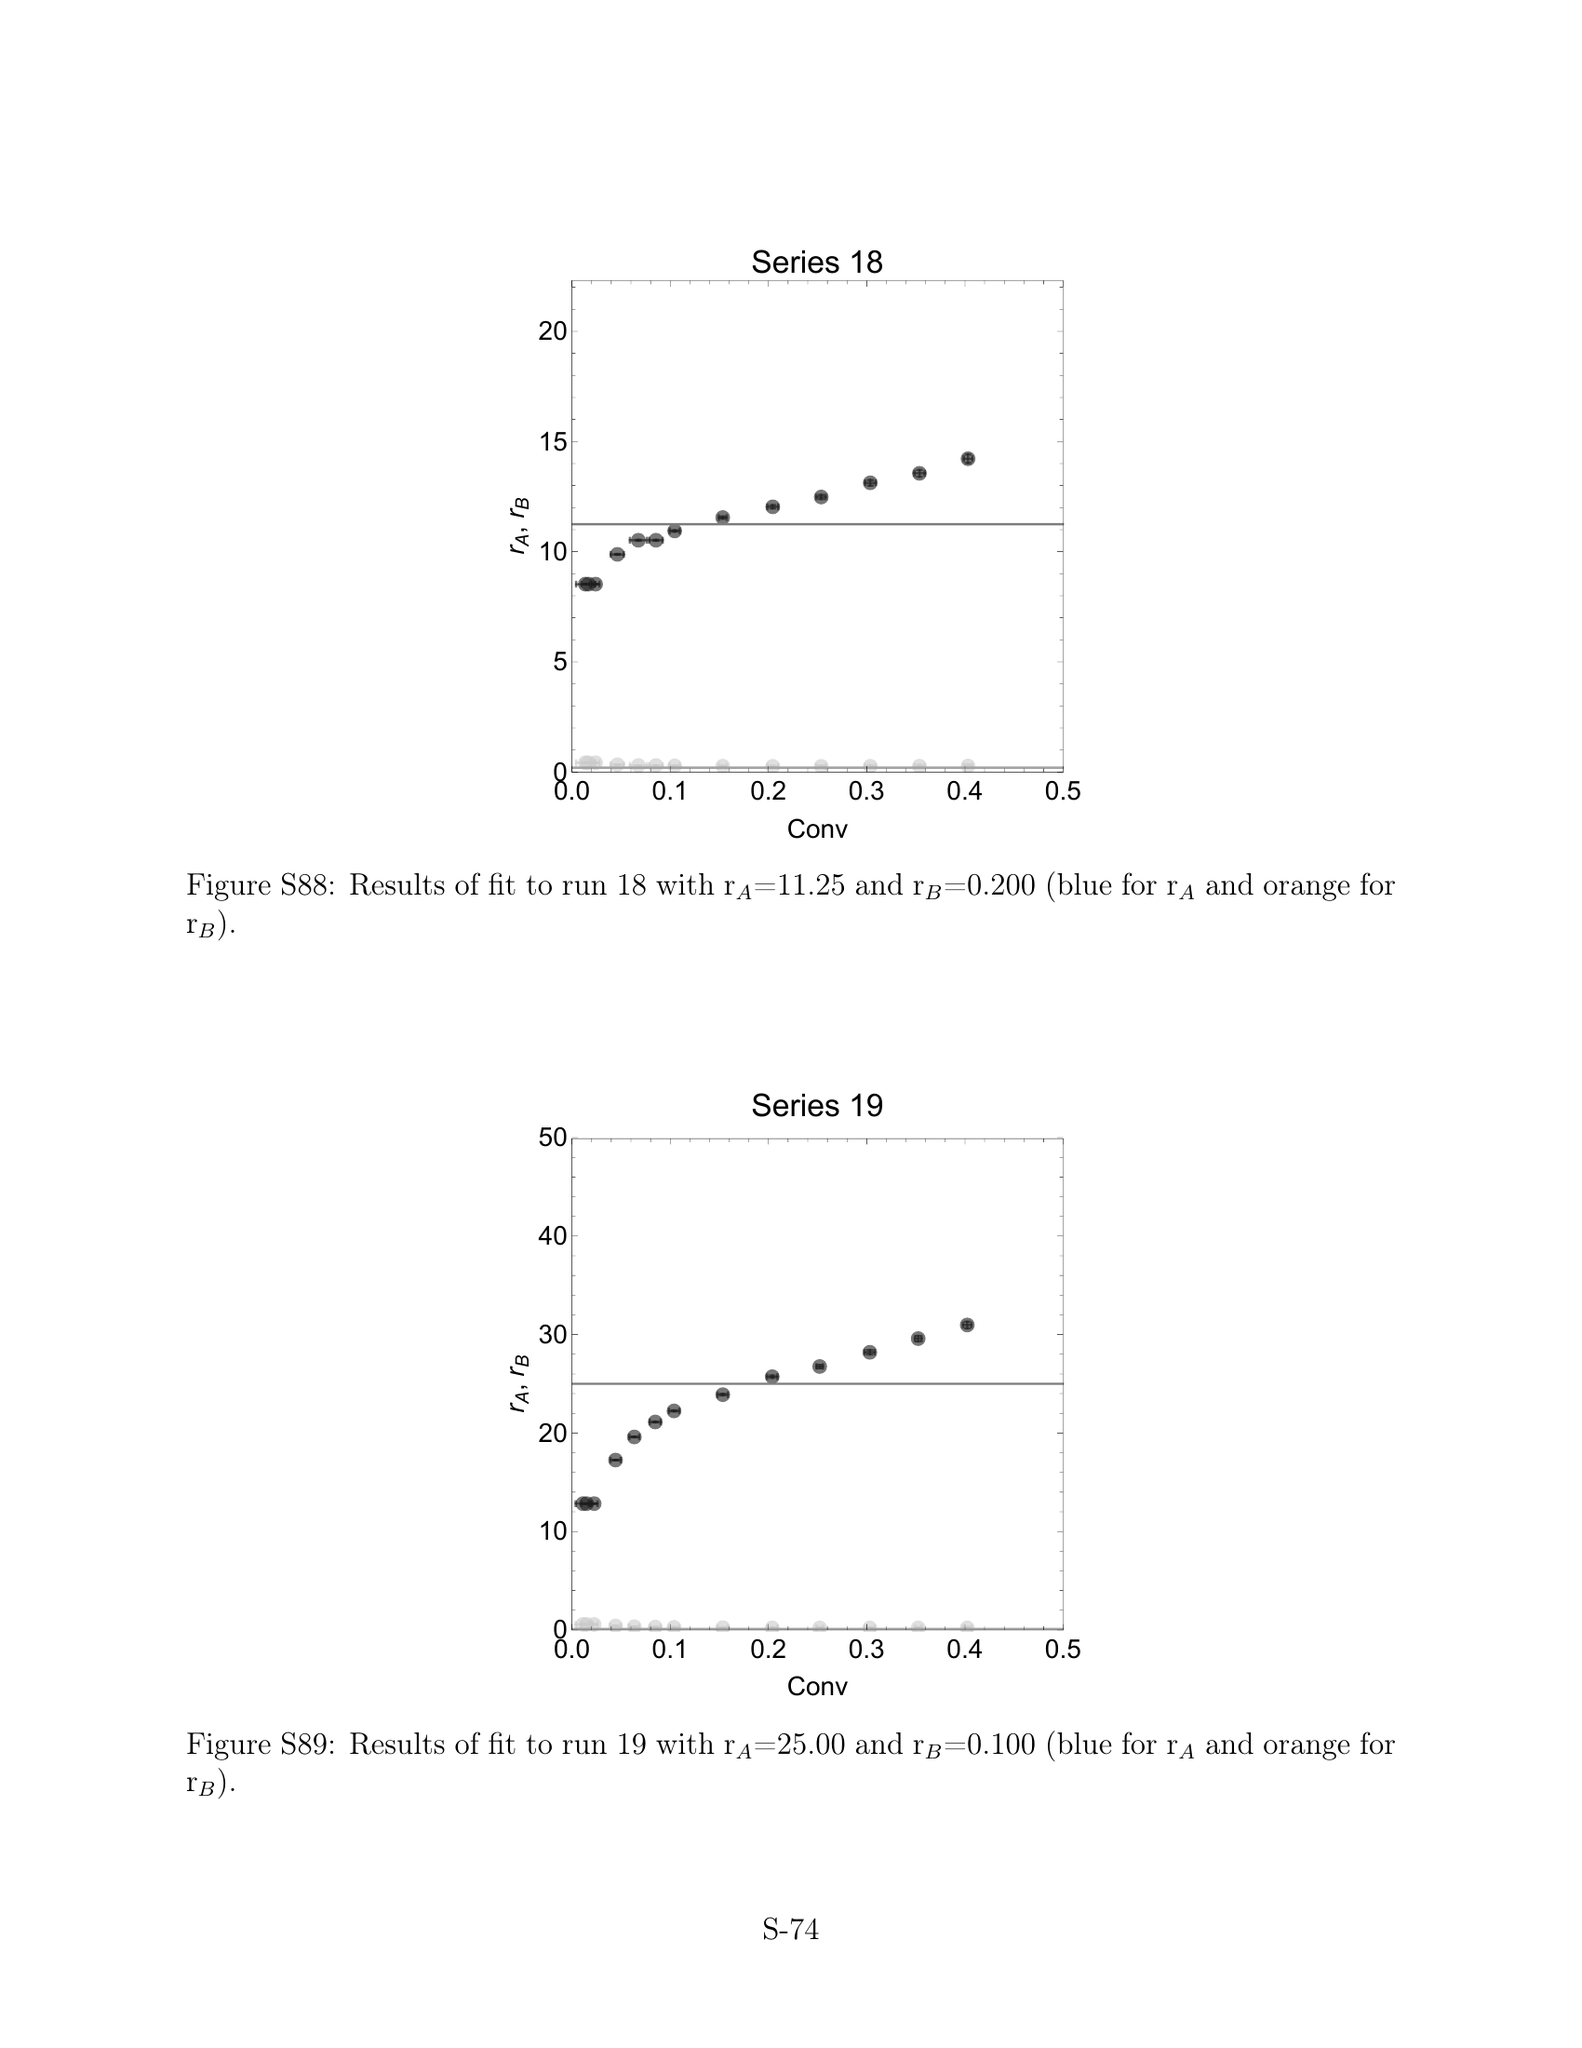 Series 18
20
15
10
5
0
r_A, r_B
0.0 0.1 0.2 0.3 0.4 0.5
Conv
Figure S88: Results of fit to run 18 with r_A=11.25 and r_B=0.200 (blue for r_A and orange for
r_B).
Series 19
50
40
30
20
10
0
r_A, r_B
0.0 0.1 0.2 0.3 0.4 0.5
Conv
Figure S89: Results of fit to run 19 with r_A=25.00 and r_B=0.100 (blue for r_A and orange for
r_B).
S-74